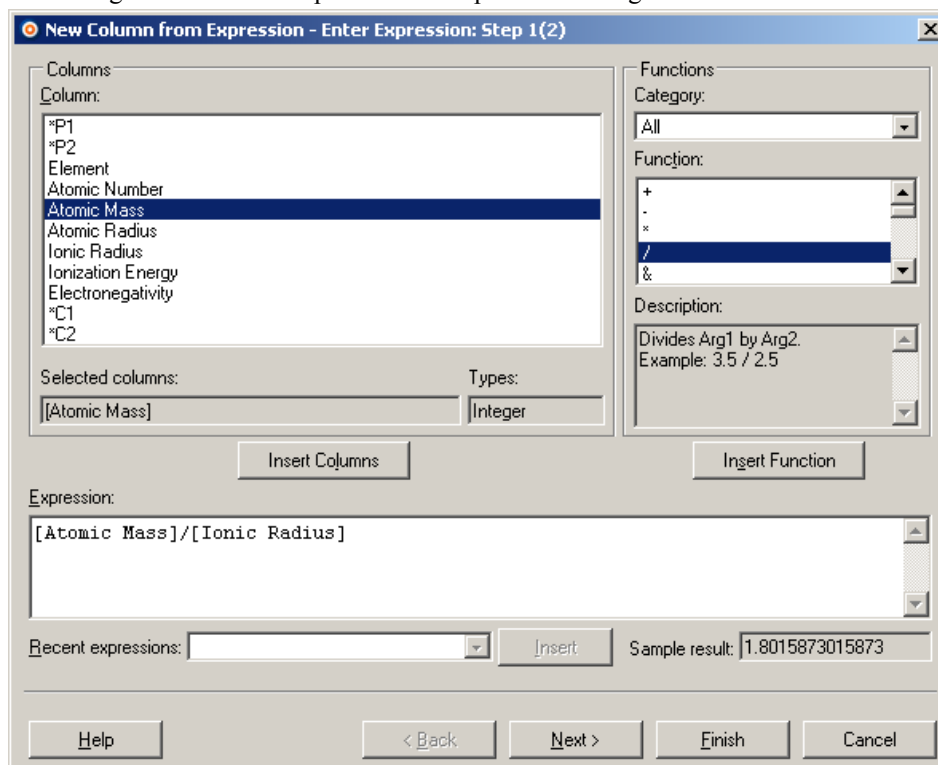 New Column from Expression - Enter Expression: Step 1(2)
Columns
Column:
*P1
*P2
Element
Atomic Number
Atomic Mass
Atomic Radius
Ionic Radius
Ionization Energy
Electronegativity
*C1
*C2
Selected columns:
Types:
[Atomic Mass]
Integer
Insert Columns
Functions
Category:
All
Function:
+
-
*
/
&
Description:
Divides Arg1 by Arg2.
Example: 3.5 / 2.5
Insert Function
Expression:
[Atomic Mass]/[Ionic Radius]
Recent expressions:
Insert
Sample result: 1.8015873015873
Help
< Back
Next >
Finish
Cancel